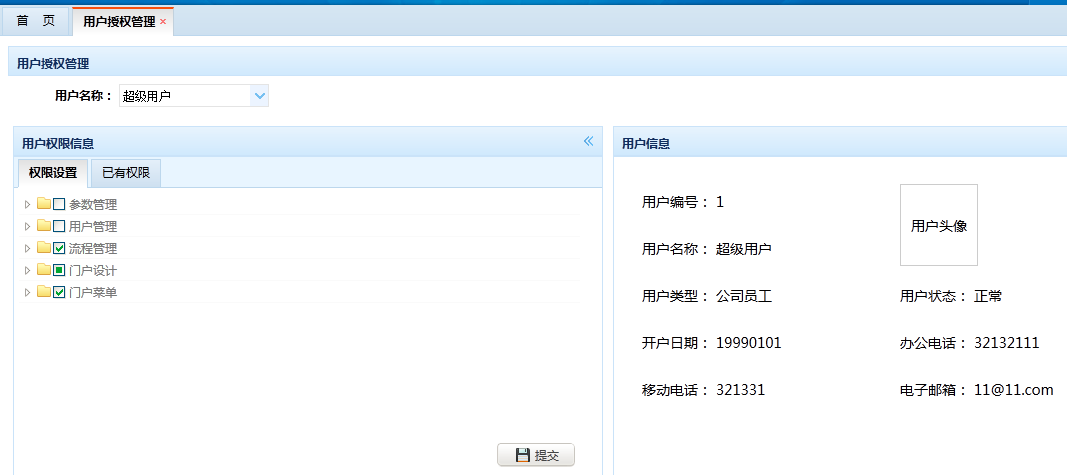 首 页
用户授权管理 ×
用户授权管理
用户名称： 超级用户
用户权限信息
权限设置 已有权限
参数管理
用户管理
流程管理
门户设计
门户菜单
提交
用户信息
用户编号： 1
用户头像
用户名称： 超级用户
用户类型： 公司员工
用户状态： 正常
开户日期： 19990101
办公电话： 32132111
移动电话： 321331
电子邮箱： 11@11.com